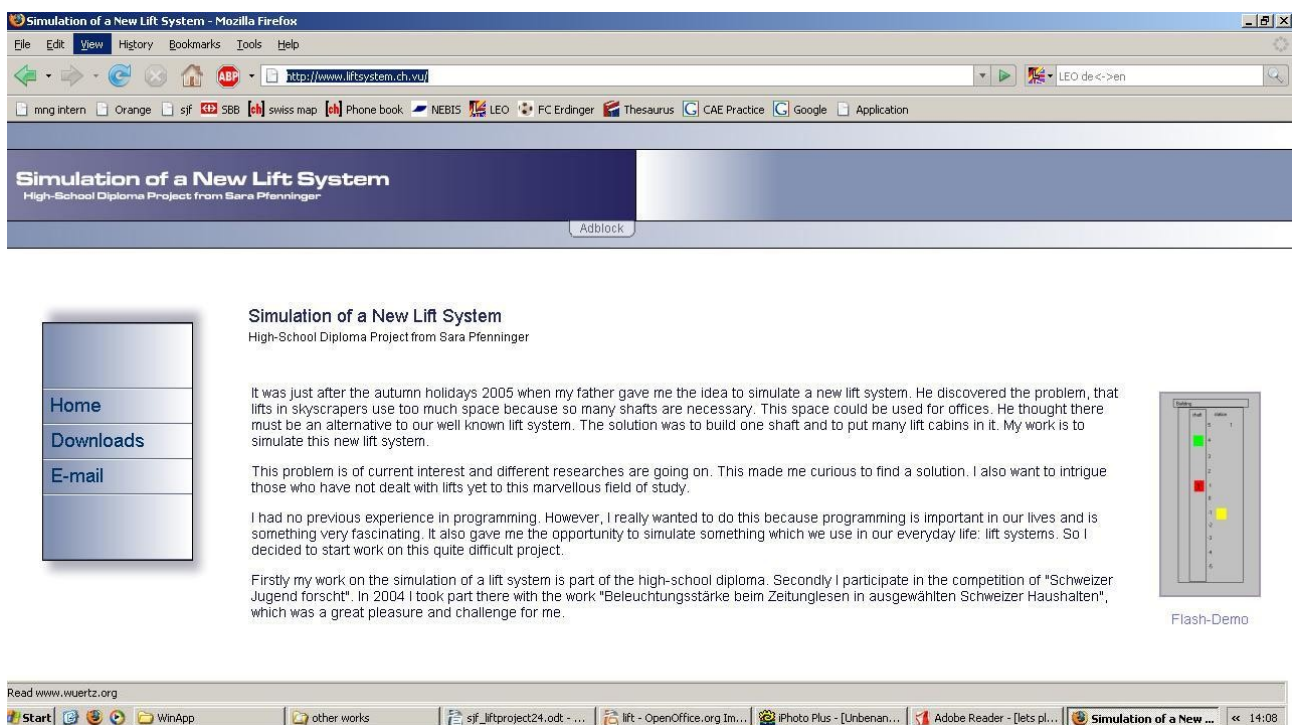 Simulation of a New Lift System - Mozilla Firefox
File Edit View History Bookmarks Tools Help
ABP http://www.liftsystem.ch.vu/ LEO de<->en
mng intern Orange sjf SBB [ch] swiss map [ch] Phone book NEBIS LEO FC Erdinger Thesaurus CAE Practice Google Application
Simulation of a New Lift System
High-School Diploma Project from Sara Pfenninger
Adblock
Simulation of a New Lift System
High-School Diploma Project from Sara Pfenninger
It was just after the autumn holidays 2005 when my father gave me the idea to simulate a new lift system. He discovered the problem, that
lifts in skyscrapers use too much space because so many shafts are necessary. This space could be used for offices. He thought there
must be an alternative to our well known lift system. The solution was to build one shaft and to put many lift cabins in it. My work is to
simulate this new lift system.
This problem is of current interest and different researches are going on. This made me curious to find a solution. I also want to intrigue
those who have not dealt with lifts yet to this marvellous field of study.
I had no previous experience in programming. However, I really wanted to do this because programming is important in our lives and is
something very fascinating. It also gave me the opportunity to simulate something which we use in our everyday life: lift systems. So I
decided to start work on this quite difficult project.
Firstly my work on the simulation of a lift system is part of the high-school diploma. Secondly I participate in the competition of "Schweizer
Jugend forscht". In 2004 I took part there with the work "Beleuchtungsstärke beim Zeitunglesen in ausgewählten Schweizer Haushalten",
which was a great pleasure and challenge for me.
Home
Downloads
E-mail
Flash-Demo
Read www.wuertz.org
Start WinApp other works sjf_liftproject24.odt - ... lift - OpenOffice.org Im... iPhoto Plus - [Unbenan... Adobe Reader - [lets pl... Simulation of a New ... « 14:08